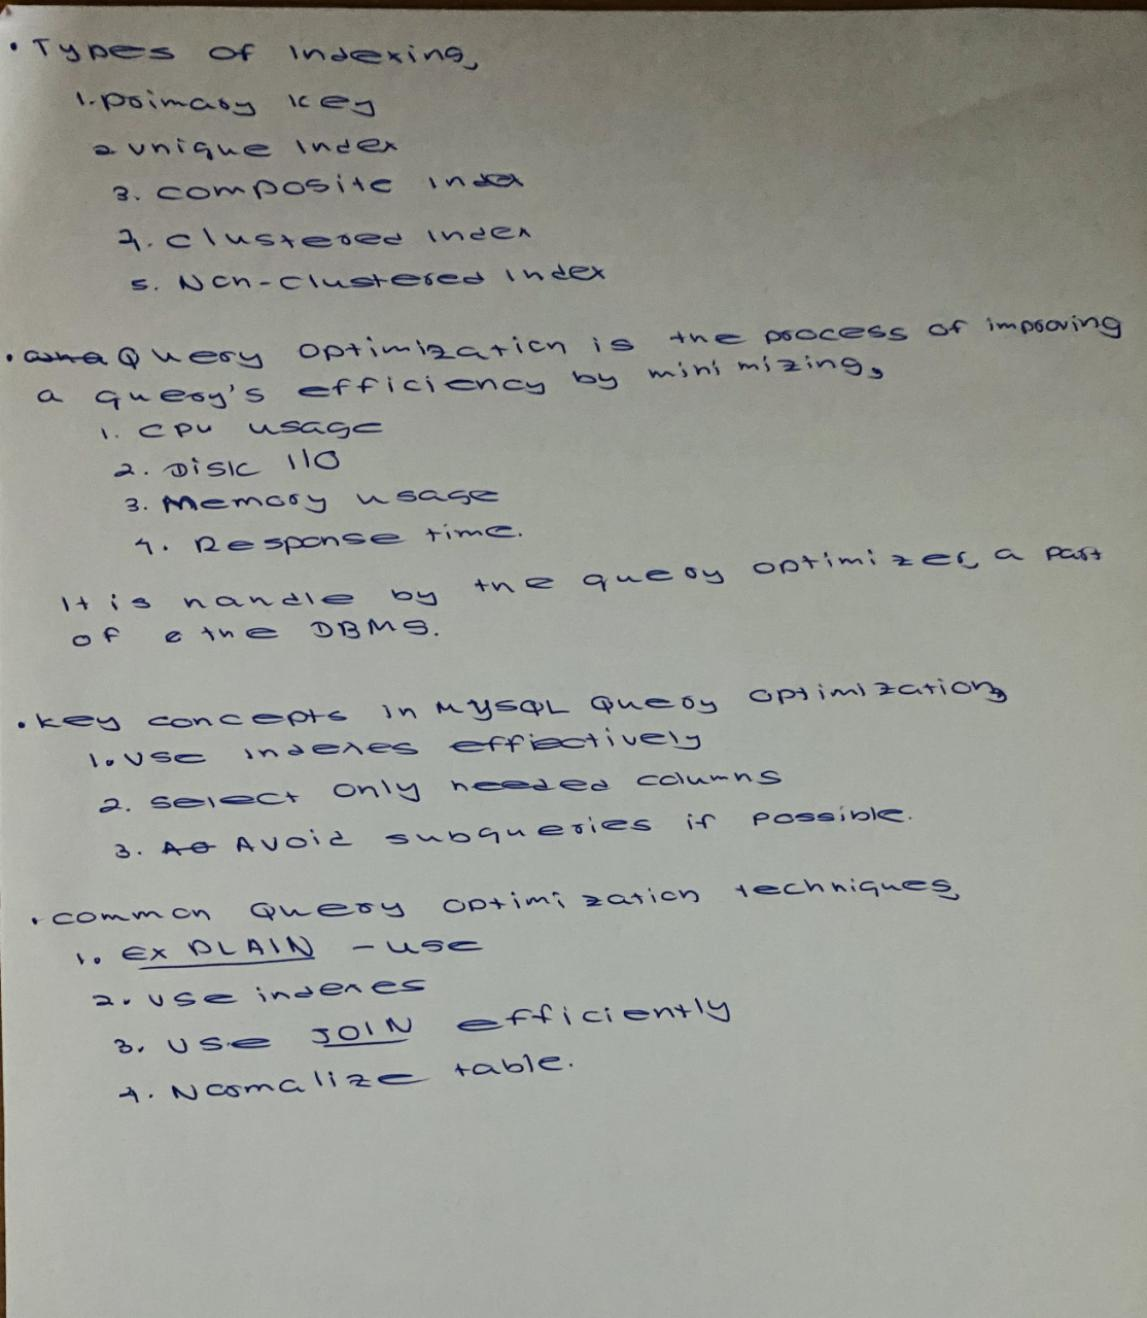 • Types of Indexing,
1. primary key
2 unique Index
3. composite index
4. clustered index
5. Non-clustered Index
• Query optimization is the process of improving
a query's efficiency by minimizing,
1. CPU usage
2. Disk I/O
3. Memory usage
4. Response time.
It is handle by the query optimizer, a part
of the DBMS.
• key concepts in MySQL Query optimization,
1. Use indexes effectively
2. select only needed columns
3. Avoid subqueries if possible.
• common Query optimization techniques,
1. EXPLAIN - use
2. use indexes
3. Use JOIN efficiently
4. Normalize table.